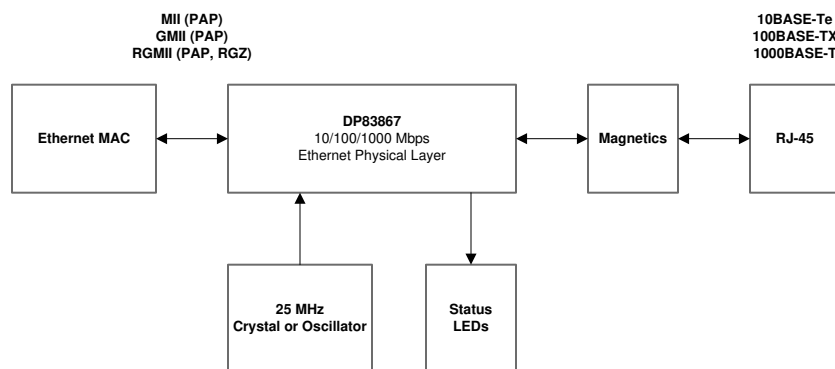 MII (PAP)
GMII (PAP)
RGMII (PAP, RGZ)
10BASE-Te
100BASE-TX
1000BASE-T
Ethernet MAC
DP83867
10/100/1000 Mbps
Ethernet Physical Layer
Magnetics
RJ-45
25 MHz
Crystal or Oscillator
Status
LEDs